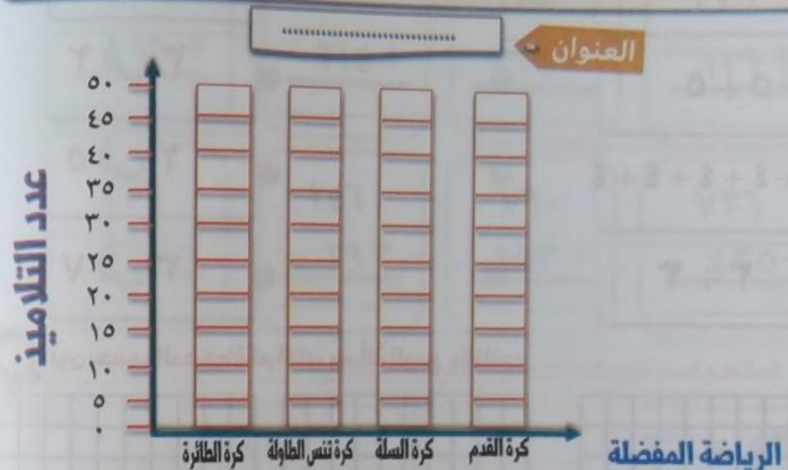 العنوان
..............................
٥٠
٤٥
٤٠
٣٥
٣٠
٢٥
٢٠
١٥
١٠
٥
٠
عدد التلاميذ
كرة القدم
كرة السلة
كرة تنس الطاولة
كرة الطائرة
الرياضة المفضلة